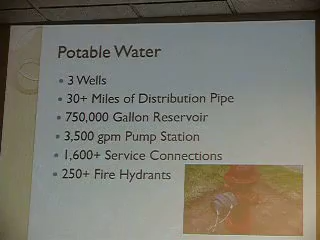 Potable Water
• 3 Wells
• 30+ Miles of Distribution Pipe
• 750,000 Gallon Reservoir
• 3,500 gpm Pump Station
• 1,600+ Service Connections
• 250+ Fire Hydrants